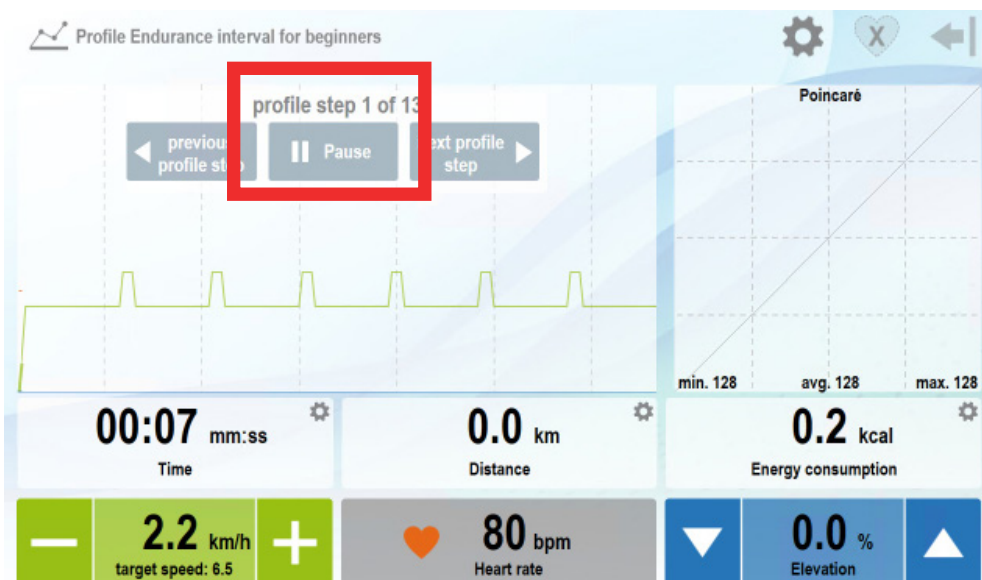 Profile Endurance interval for beginners
X
profile step 1 of 13
previous
profile step
Pause
next profile
step
Poincaré
min. 128
avg. 128
max. 128
00:07 mm:ss
Time
0.0 km
Distance
0.2 kcal
Energy consumption
2.2 km/h
target speed: 6.5
80 bpm
Heart rate
0.0 %
Elevation